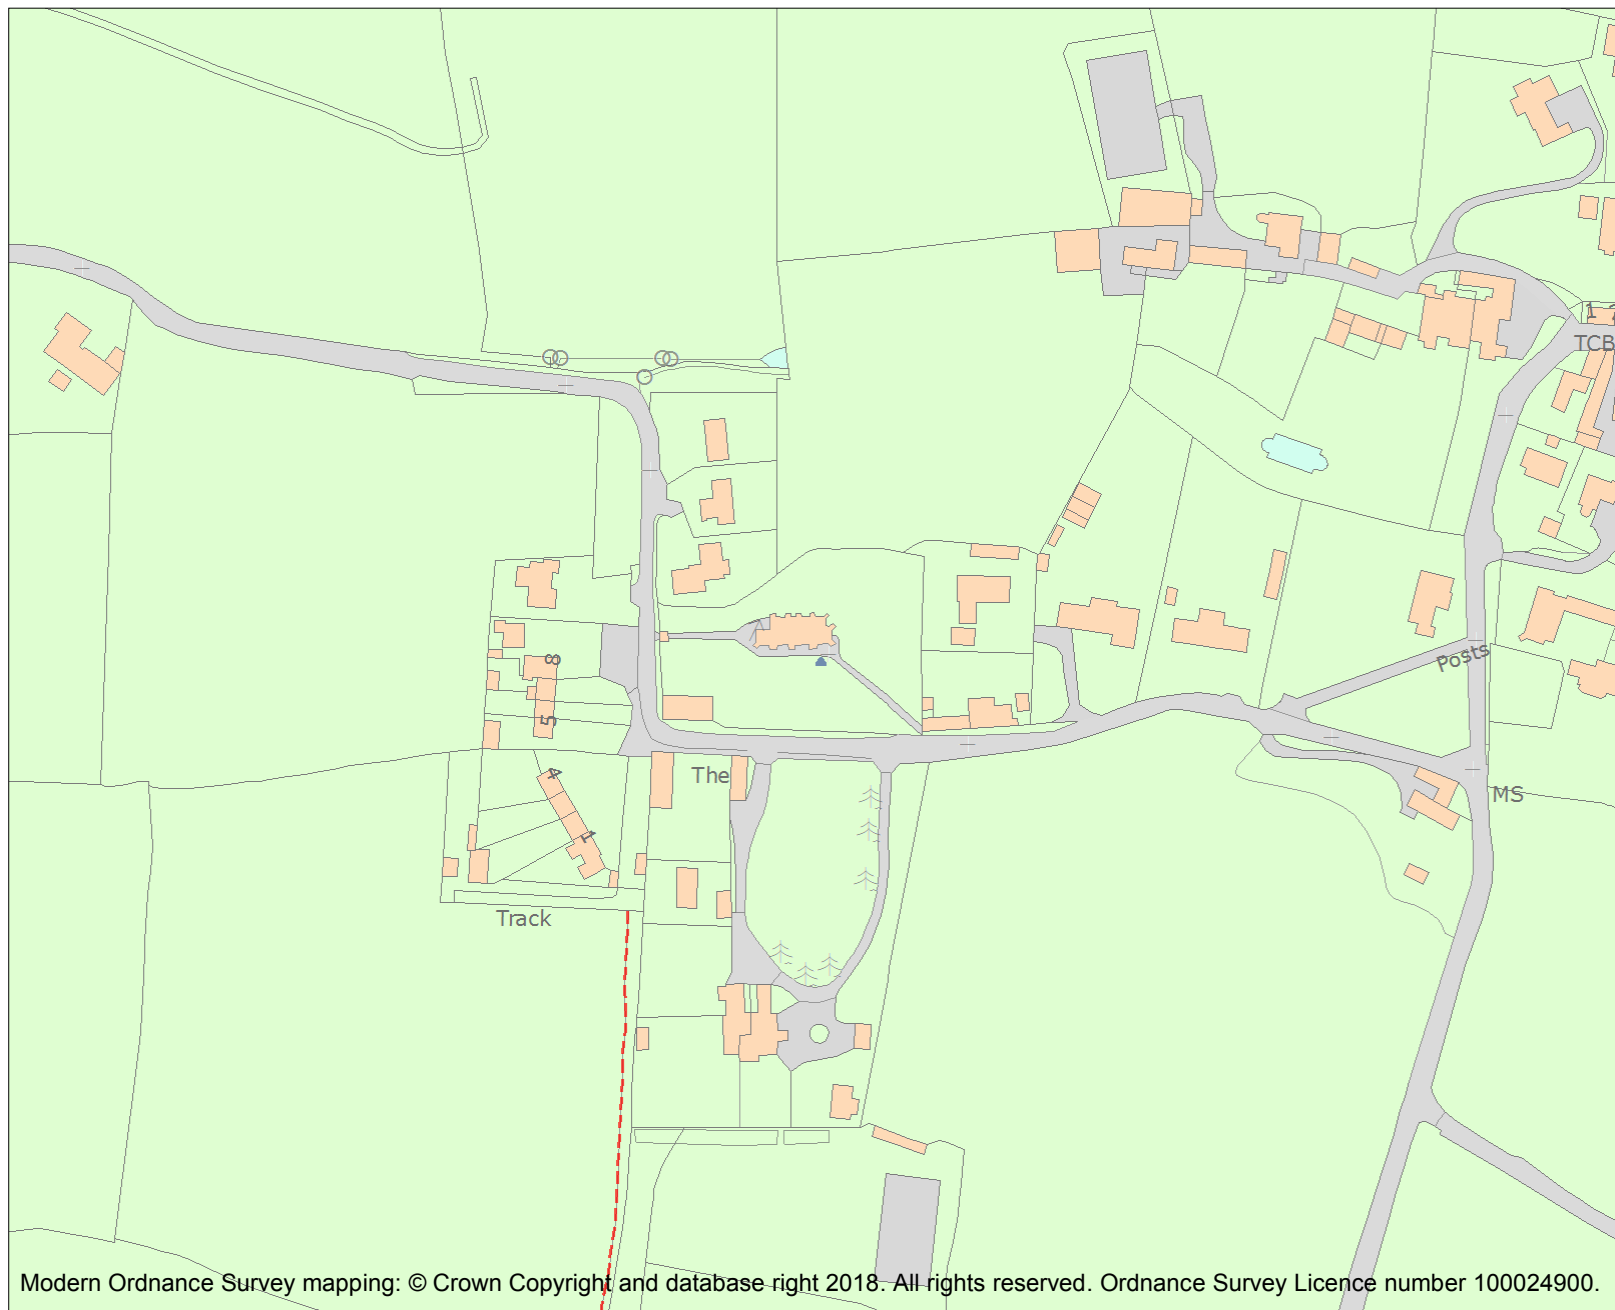 1
TCB
8
Posts
5
The
4
MS
1
Track
Modern Ordnance Survey mapping: © Crown Copyright and database right 2018. All rights reserved. Ordnance Survey Licence number 100024900.